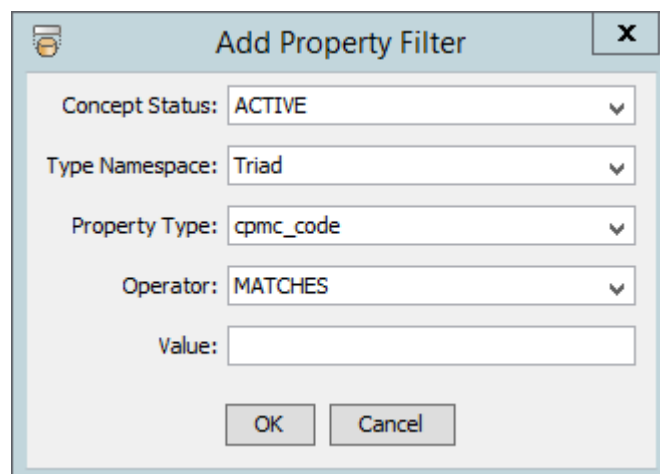 Add Property Filter
x
Concept Status: ACTIVE
Type Namespace: Triad
Property Type: cpmc_code
Operator: MATCHES
Value:
OK Cancel